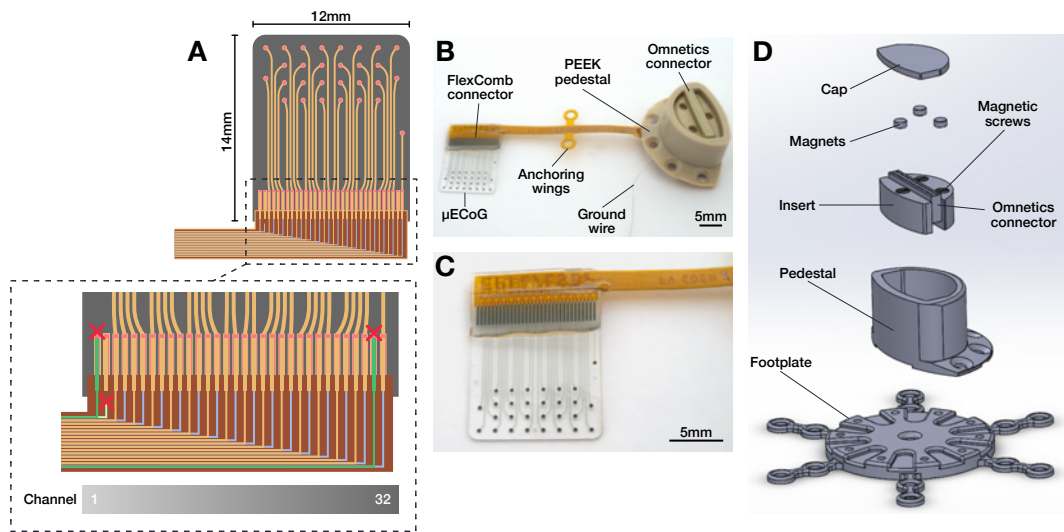 A
12mm
14mm
Channel
1
32
B
FlexComb
connector
PEEK
pedestal
Omnetics
connector
Anchoring
wings
µECoG
Ground
wire
5mm
C
5mm
D
Cap
Magnets
Magnetic
screws
Insert
Omnetics
connector
Pedestal
Footplate